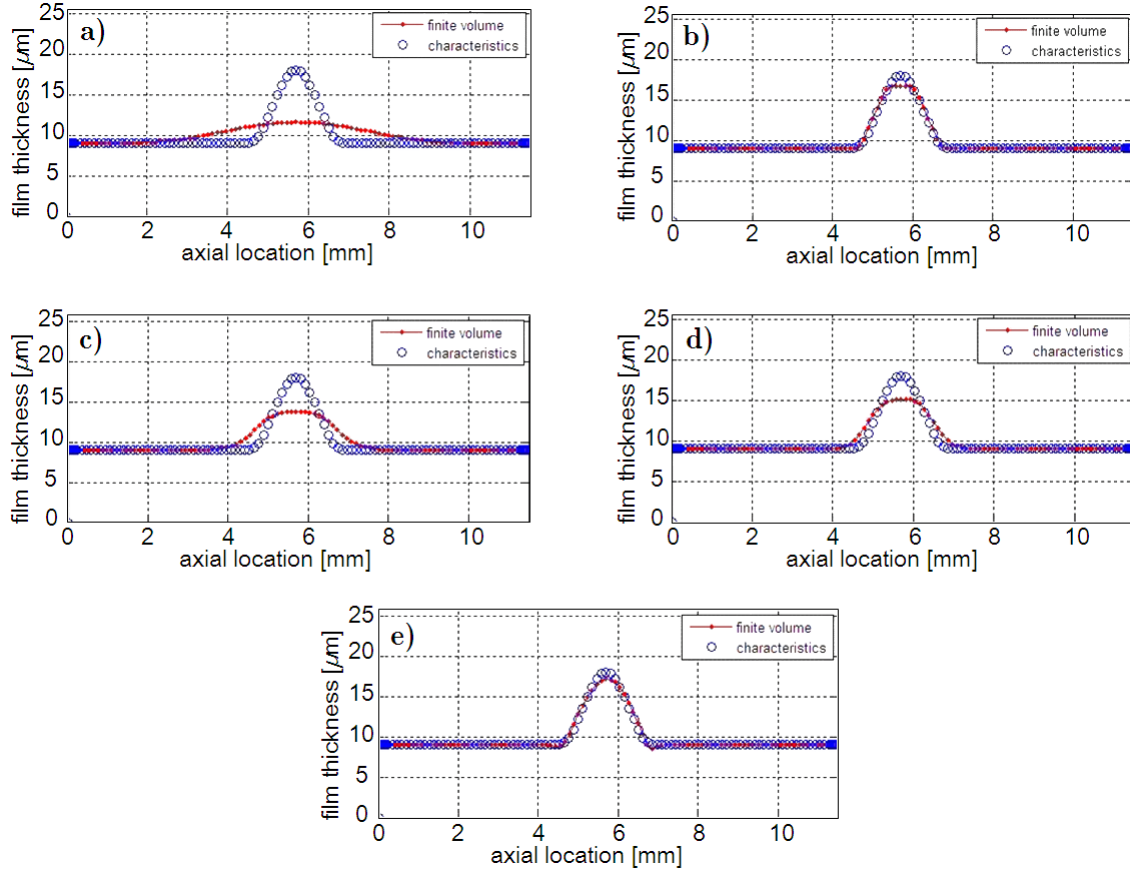 a)
25
20
15
10
5
0
film thickness [μm]
finite volume
characteristics
0 2 4 6 8 10
axial location [mm]
b)
25
20
15
10
5
0
film thickness [μm]
finite volume
characteristics
0 2 4 6 8 10
axial location [mm]
c)
25
20
15
10
5
0
film thickness [μm]
finite volume
characteristics
0 2 4 6 8 10
axial location [mm]
d)
25
20
15
10
5
0
film thickness [μm]
finite volume
characteristics
0 2 4 6 8 10
axial location [mm]
e)
25
20
15
10
5
0
film thickness [μm]
finite volume
characteristics
0 2 4 6 8 10
axial location [mm]